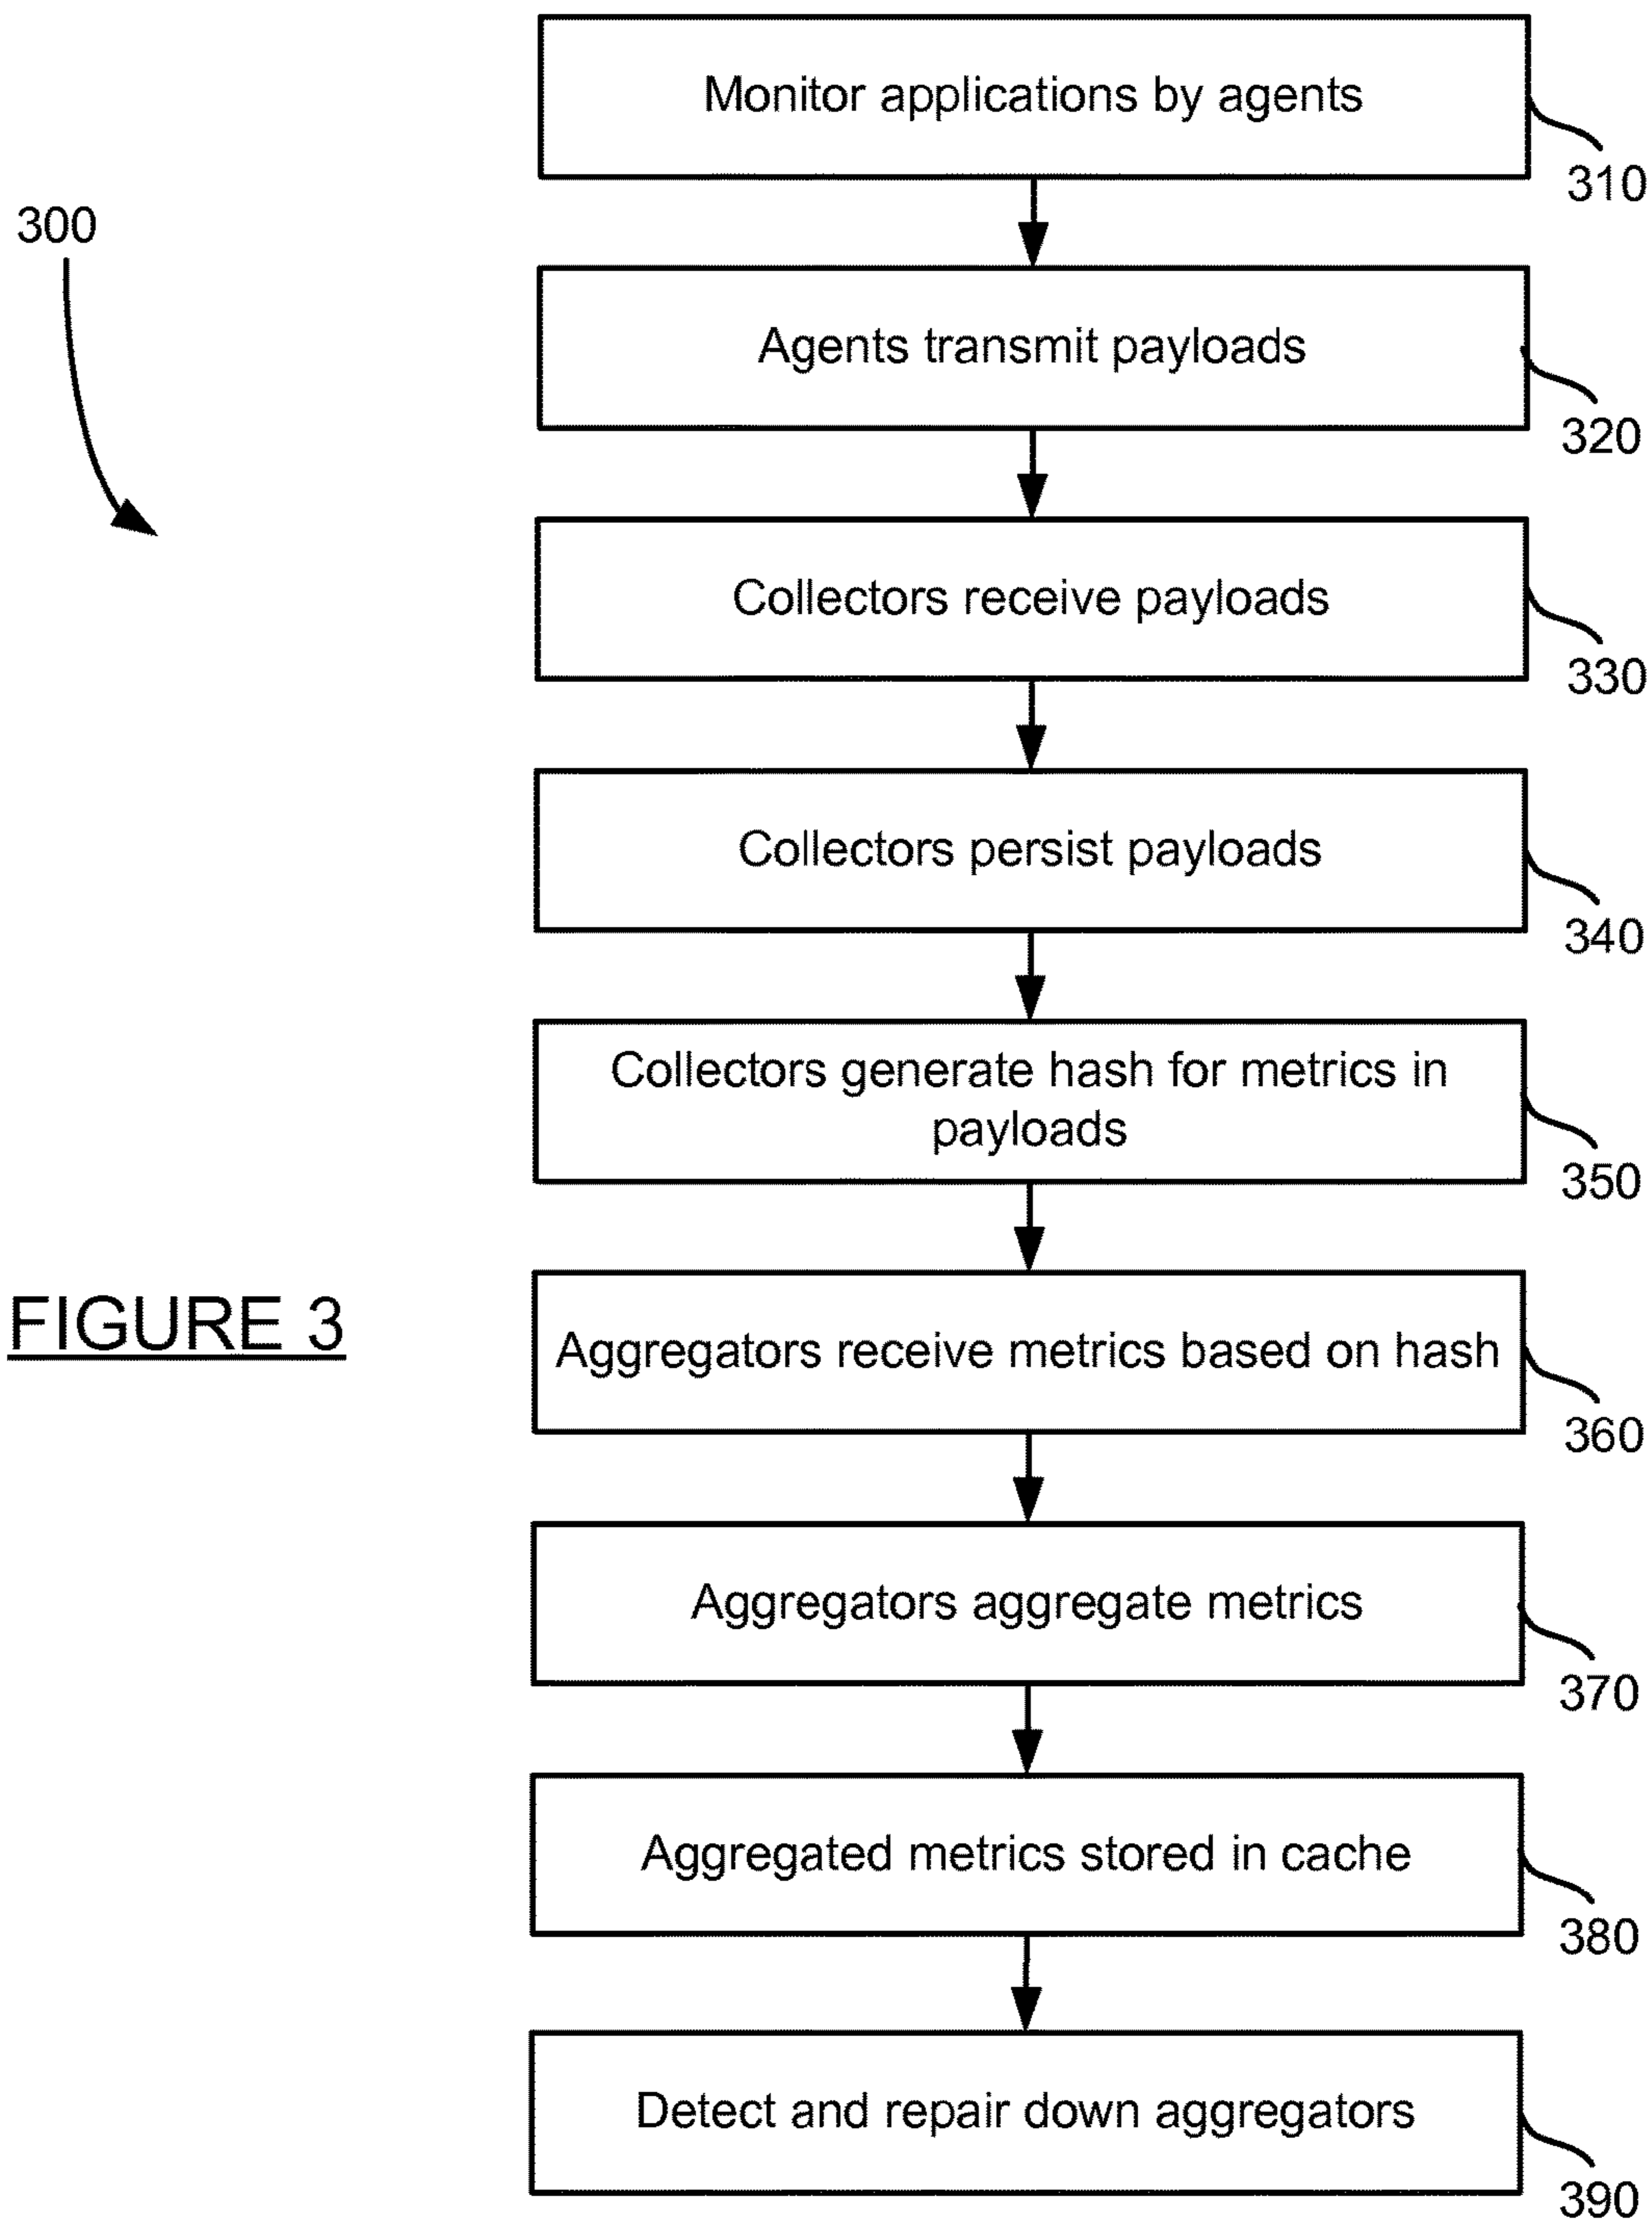 Monitor applications by agents
310
300
Agents transmit payloads
320
Collectors receive payloads
330
Collectors persist payloads
340
Collectors generate hash for metrics in
payloads
350
FIGURE 3
Aggregators receive metrics based on hash
360
Aggregators aggregate metrics
370
Aggregated metrics stored in cache
380
Detect and repair down aggregators
390